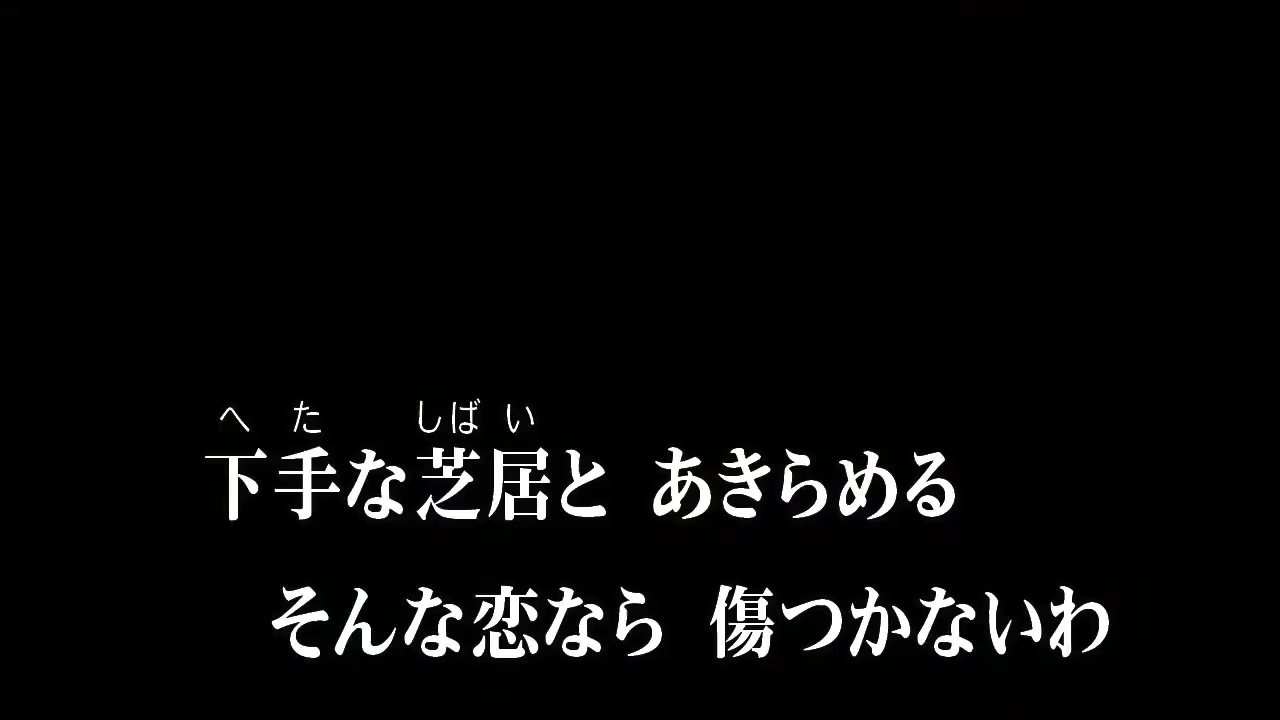 へ た しば い
下手な芝居と あきらめる
そんな恋なら 傷つかないわ